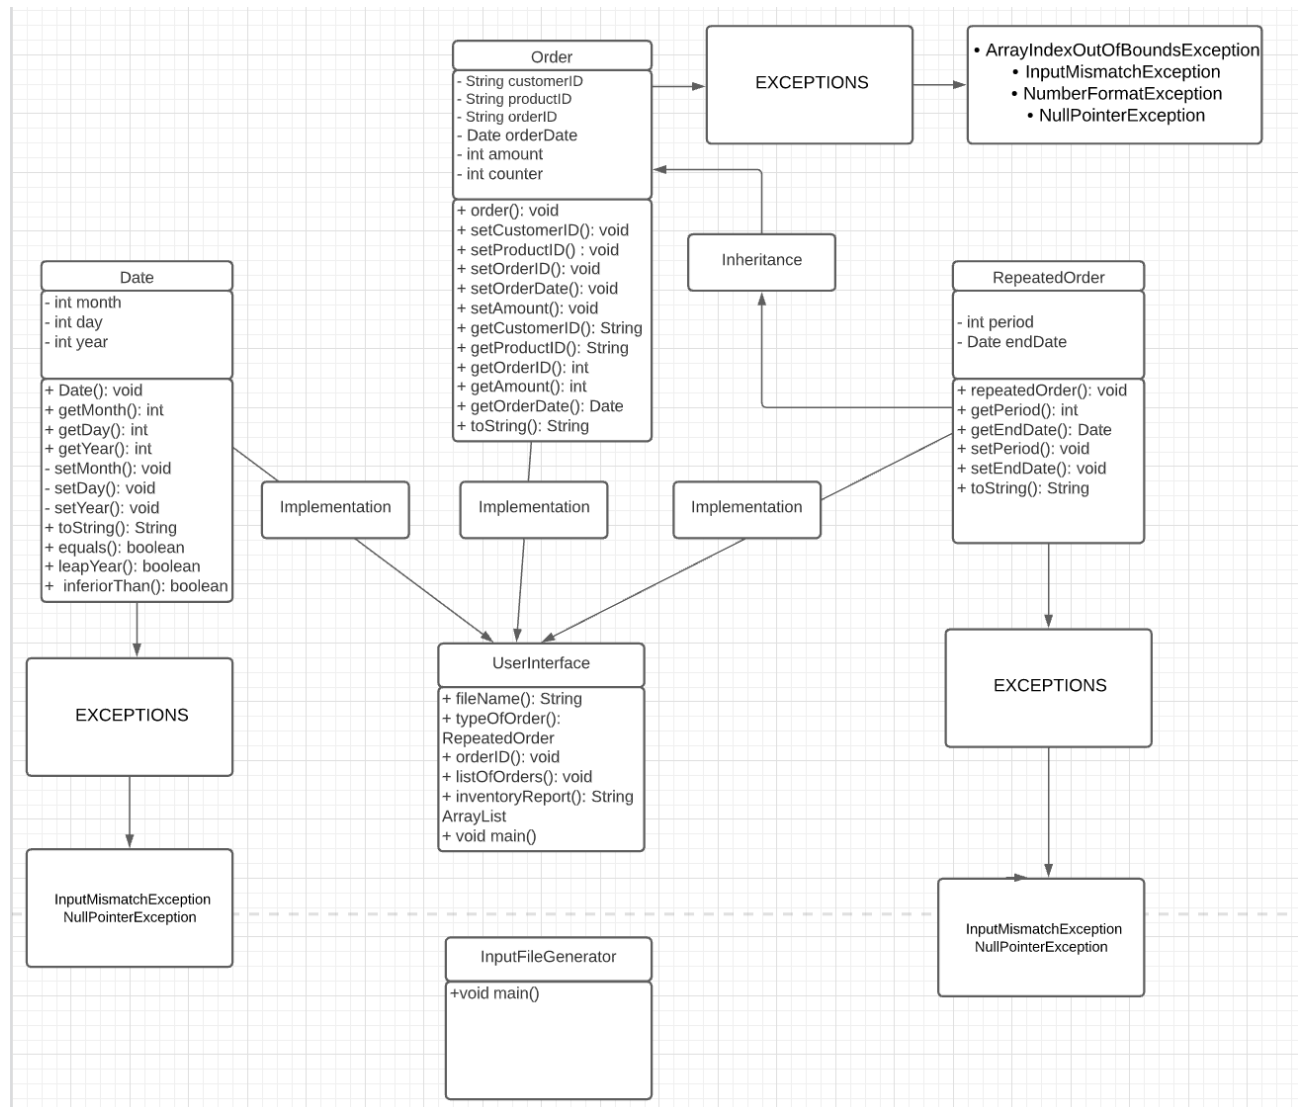 Order
- String customerID
- String productID
- String orderID
- Date orderDate
- int amount
- int counter
+ order(): void
+ setCustomerID(): void
+ setProductID() : void
+ setOrderID(): void
+ setOrderDate(): void
+ setAmount(): void
+ getCustomerID(): String
+ getProductID(): String
+ getOrderID(): int
+ getAmount(): int
+ getOrderDate(): Date
+ toString(): String
EXCEPTIONS
• ArrayIndexOutOfBoundsException
• InputMismatchException
• NumberFormatException
• NullPointerException
Inheritance
Date
- int month
- int day
- int year
+ Date(): void
+ getMonth(): int
+ getDay(): int
+ getYear(): int
- setMonth(): void
- setDay(): void
- setYear(): void
+ toString(): String
+ equals(): boolean
+ leapYear(): boolean
+ inferiorThan(): boolean
RepeatedOrder
- int period
- Date endDate
+ repeatedOrder(): void
+ getPeriod(): int
+ getEndDate(): Date
+ setPeriod(): void
+ setEndDate(): void
+ toString(): String
Implementation
Implementation
Implementation
EXCEPTIONS
InputMismatchException
NullPointerException
UserInterface
+ fileName(): String
+ typeOfOrder():
RepeatedOrder
+ orderID(): void
+ listOfOrders(): void
+ inventoryReport(): String
ArrayList
+ void main()
EXCEPTIONS
InputMismatchException
NullPointerException
InputFileGenerator
+void main()